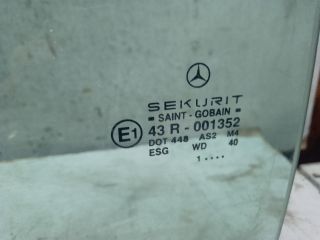 SEKURIT
SAINT-GOBAIN
E1 43 R - 001352
DOT 448 AS2 M4
ESG WD 40
1 ....